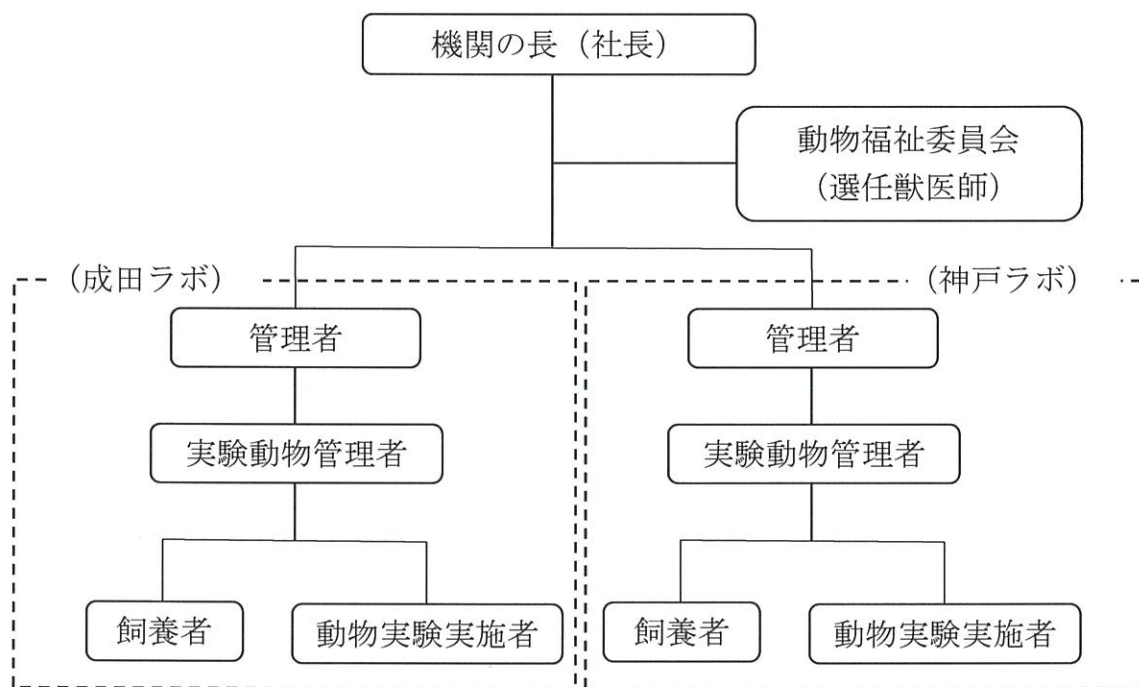 機関の長（社長）
動物福祉委員会
（選任獣医師）
（成田ラボ）
（神戸ラボ）
管理者
管理者
実験動物管理者
実験動物管理者
飼養者
動物実験実施者
飼養者
動物実験実施者